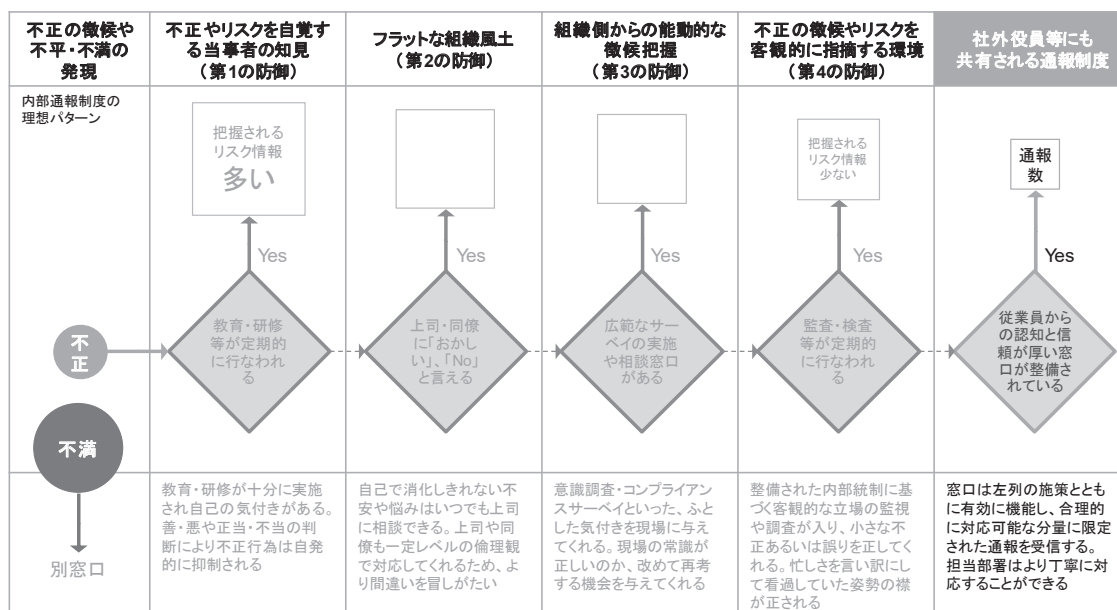 不正の徴候や
不平・不満の
発現
不正やリスクを自覚す
る当事者の知見
（第1の防御）
フラットな組織風土
（第2の防御）
組織側からの能動的な
徴候把握
（第3の防御）
不正の徴候やリスクを
客観的に指摘する環境
（第4の防御）
社外役員等にも
共有される通報制度
内部通報制度の
理想パターン
把握される
リスク情報
多い
把握される
リスク情報
少ない
通報
数
Yes
Yes
Yes
Yes
Yes
不
正
教育・研修
等が定期的
に行なわれ
る
上司・同僚
に「おかし
い」、「No」
と言える
広範なサー
ベイの実施
や相談窓口
がある
監査・検査
等が定期的
に行なわれ
る
従業員から
の認知と信
頼が厚い窓
口が整備さ
れている
不満
別窓口
教育・研修が十分に実施
され自己の気付きがある。
善・悪や正当・不当の判
断により不正行為は自発
的に抑制される
自己で消化しきれない不
安や悩みはいつでも上司
に相談できる。上司や同
僚も一定レベルの倫理観
で対応してくれるため、よ
り間違いを冒しがたい
意識調査・コンプライアン
スサーベイといった、ふと
した気付きを現場に与え
てくれる。現場の常識が
正しいのか、改めて再考
する機会を与えてくれる
整備された内部統制に基
づく客観的な立場の監視
や調査が入り、小さな不
正あるいは誤りを正してく
れる。忙しさを言い訳にし
て看過していた姿勢の襟
が正される
窓口は左列の施策ととも
に有効に機能し、合理的
に対応可能な分量に限定
された通報を受信する。
担当部署はより丁寧に対
応することができる